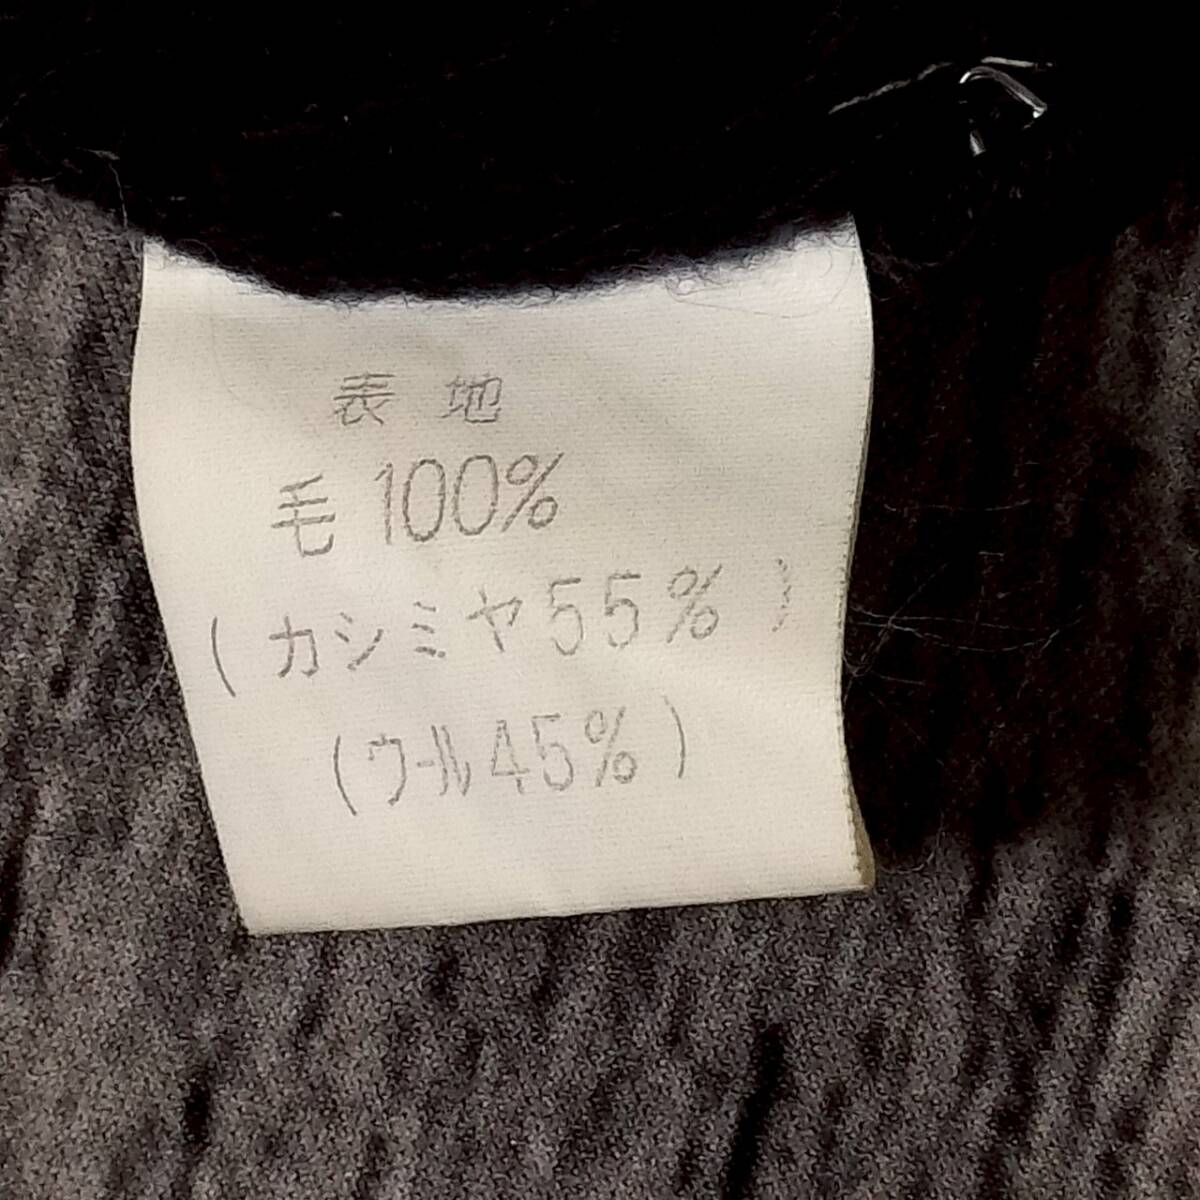 表 地
毛 100%
( カシミヤ 55% )
( ウール 45% )